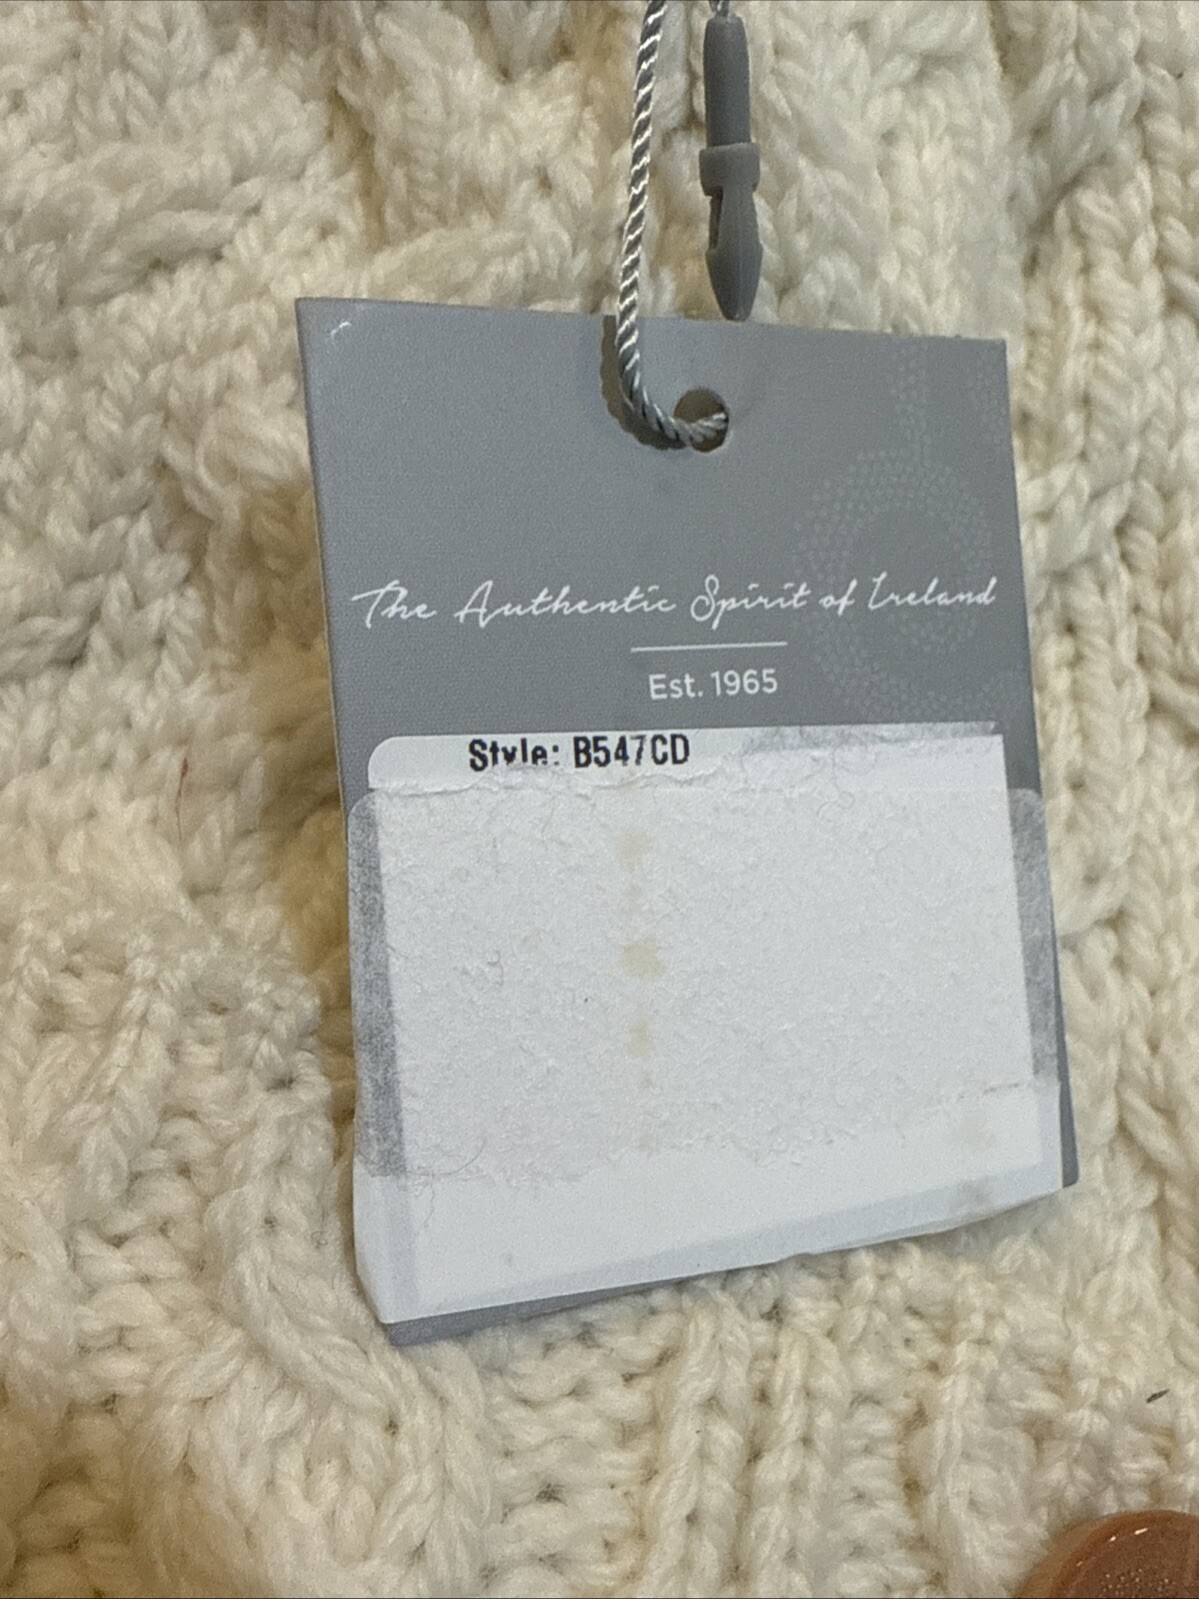 The Authentic Spirit of Ireland
Est. 1965
Style: B547CD